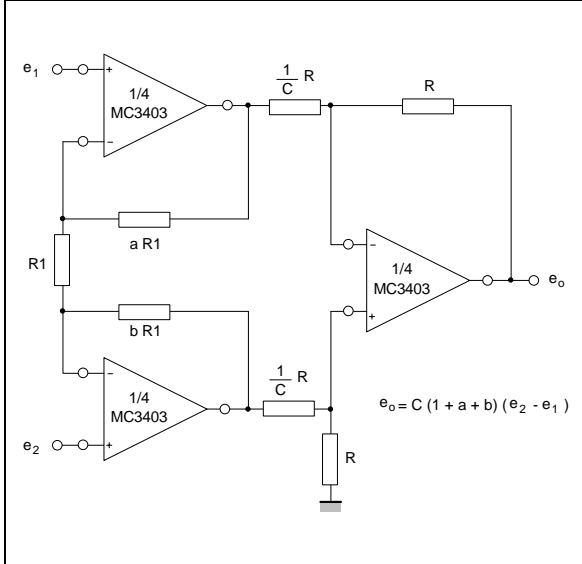 e1
+
1/4
MC3403
−
1/C R
R
a R1
R1
b R1
−
1/4
MC3403
+
eo
−
1/4
MC3403
+
e2
1/C R
R
eo = C (1 + a + b) (e2 - e1)